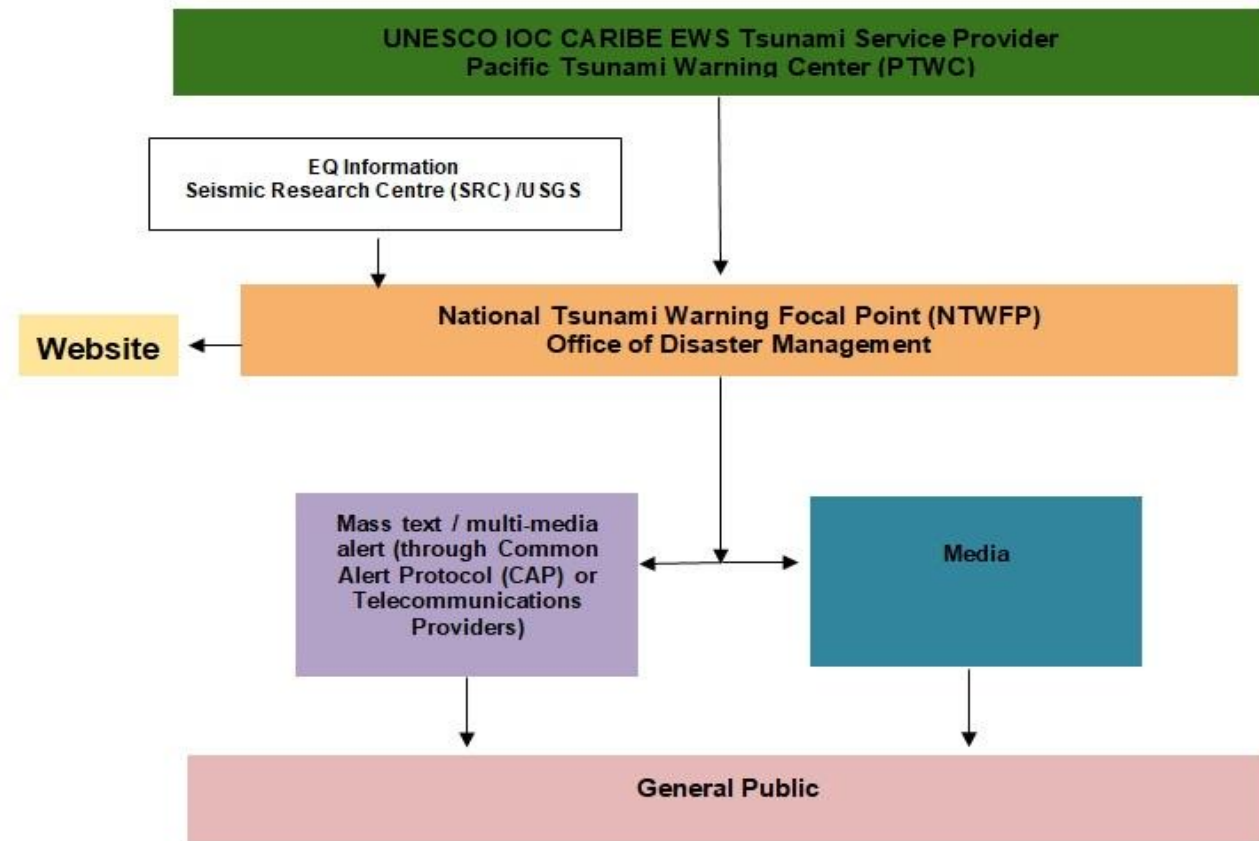 UNESCO IOC CARIBE EWS Tsunami Service Provider
Pacific Tsunami Warning Center (PTWC)
EQ Information
Seismic Research Centre (SRC) /USGS
National Tsunami Warning Focal Point (NTWFP)
Office of Disaster Management
Website
Mass text / multi-media
alert (through Common
Alert Protocol (CAP) or
Telecommunications
Providers)
Media
General Public